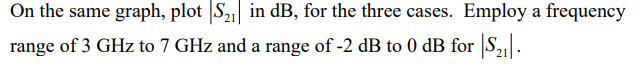 On the same graph, plot |S₂₁| in dB, for the three cases. Employ a frequency
range of 3 GHz to 7 GHz and a range of -2 dB to 0 dB for |S₂₁|.